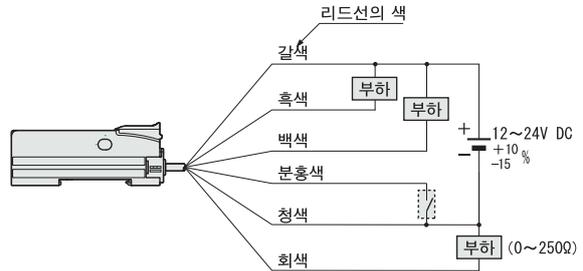 리드선의 색
갈색
부하
흑색
부하
백색
+
12~24V DC
+10
-15 %
−
분홍색
청색
부하 (0~250Ω)
회색